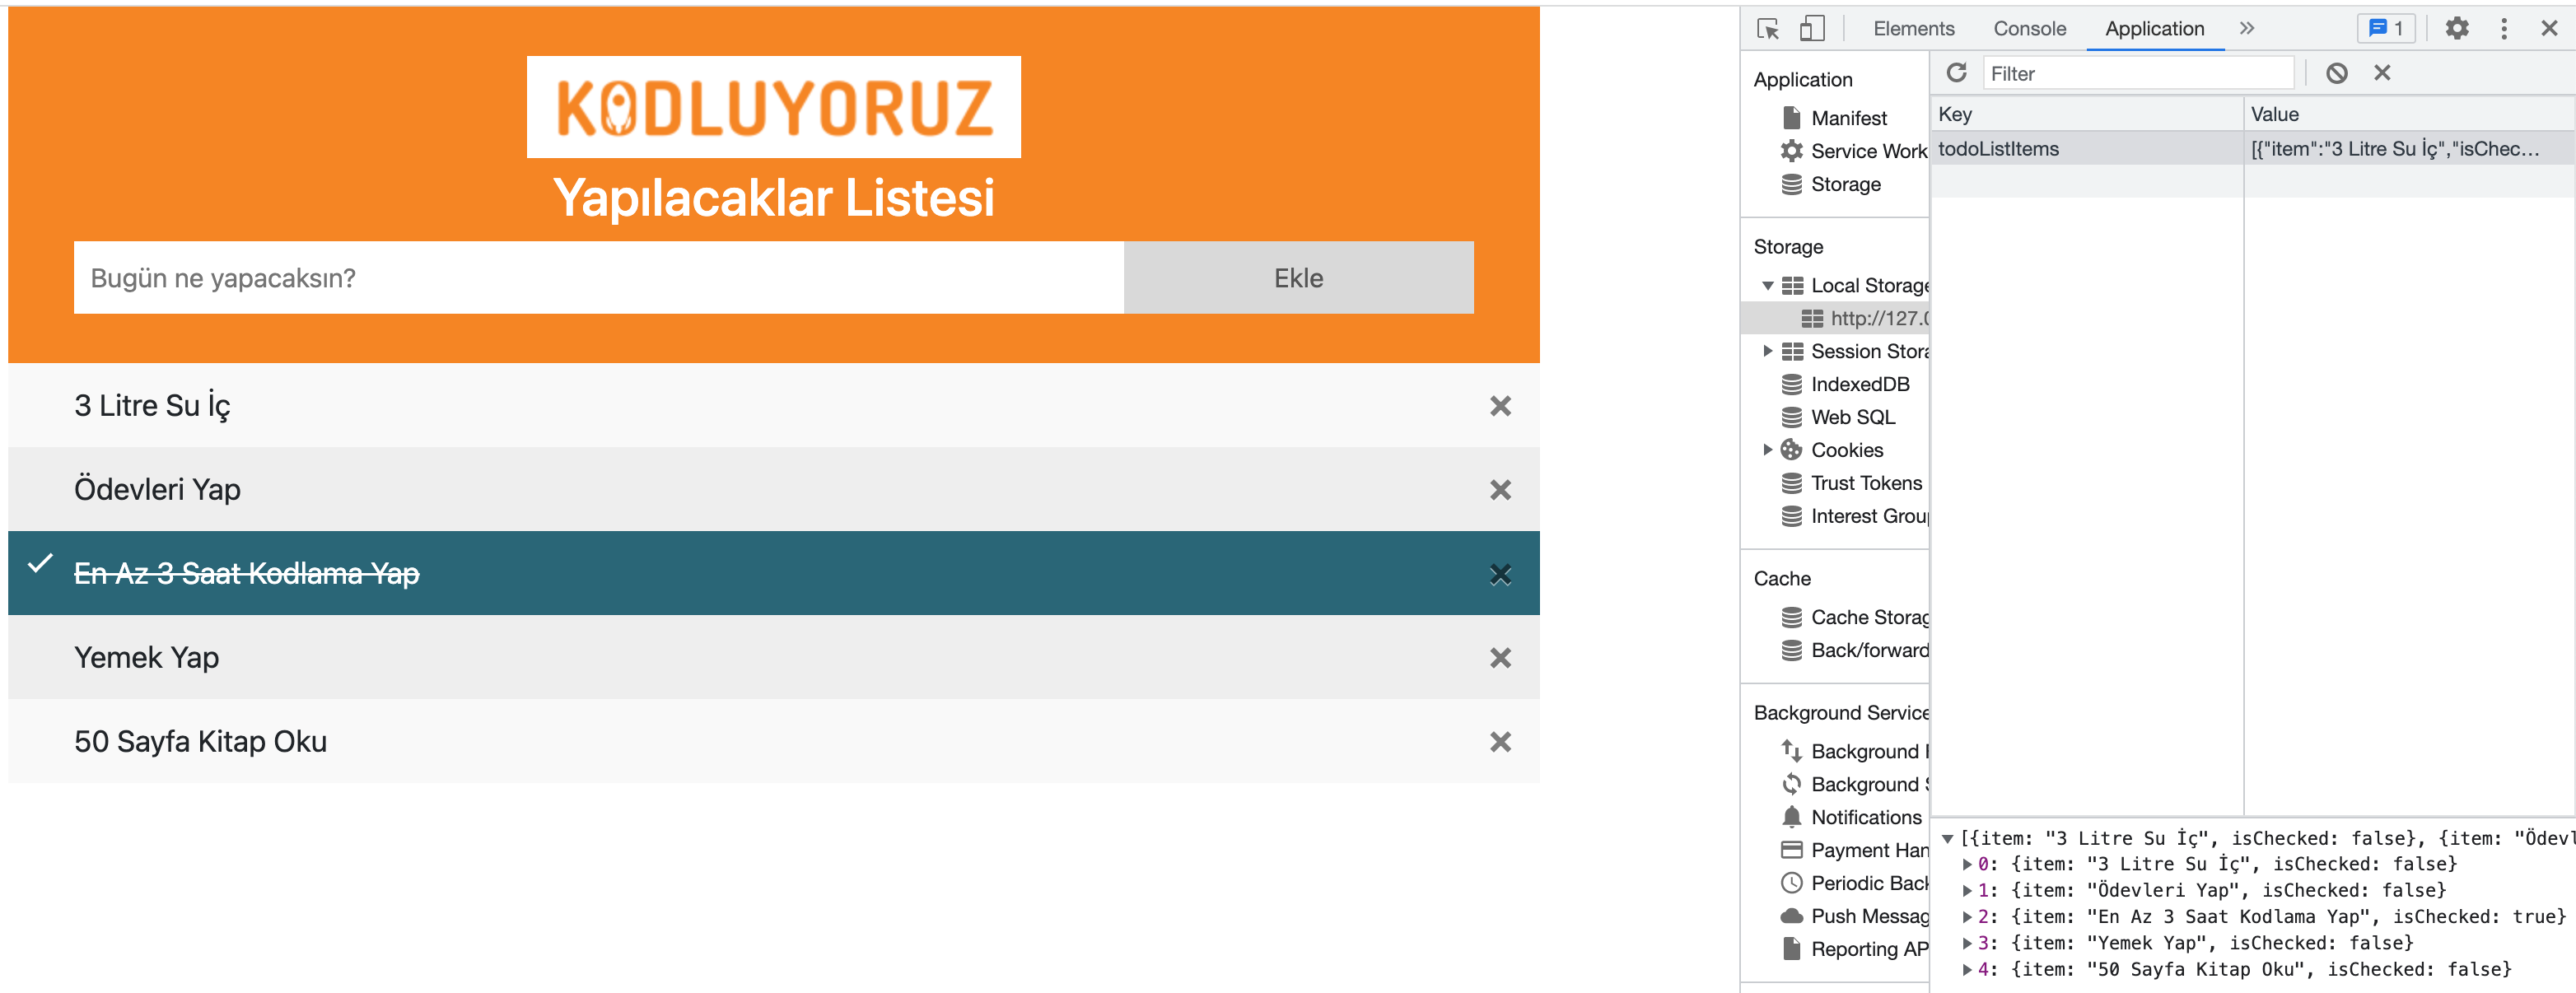 KODLUYORUZ
Yapılacaklar Listesi
Bugün ne yapacaksın?
Ekle
3 Litre Su İç
Ödevleri Yap
En Az 3 Saat Kodlama Yap
Yemek Yap
50 Sayfa Kitap Oku
Elements Console Application 1
Application
Manifest
Service Work
Storage
Storage
Local Storage
http://127.0
Session Stora
IndexedDB
Web SQL
Cookies
Trust Tokens
Interest Grou
Cache
Cache Storag
Back/forward
Background Service
Background
Background
Notifications
Payment Han
Periodic Back
Push Messag
Reporting AP
Filter
Key Value
todoListItems [{"item":"3 Litre Su İç","isChec…
[{item: "3 Litre Su İç", isChecked: false}, {item: "Ödevl
0: {item: "3 Litre Su İç", isChecked: false}
1: {item: "Ödevleri Yap", isChecked: false}
2: {item: "En Az 3 Saat Kodlama Yap", isChecked: true}
3: {item: "Yemek Yap", isChecked: false}
4: {item: "50 Sayfa Kitap Oku", isChecked: false}